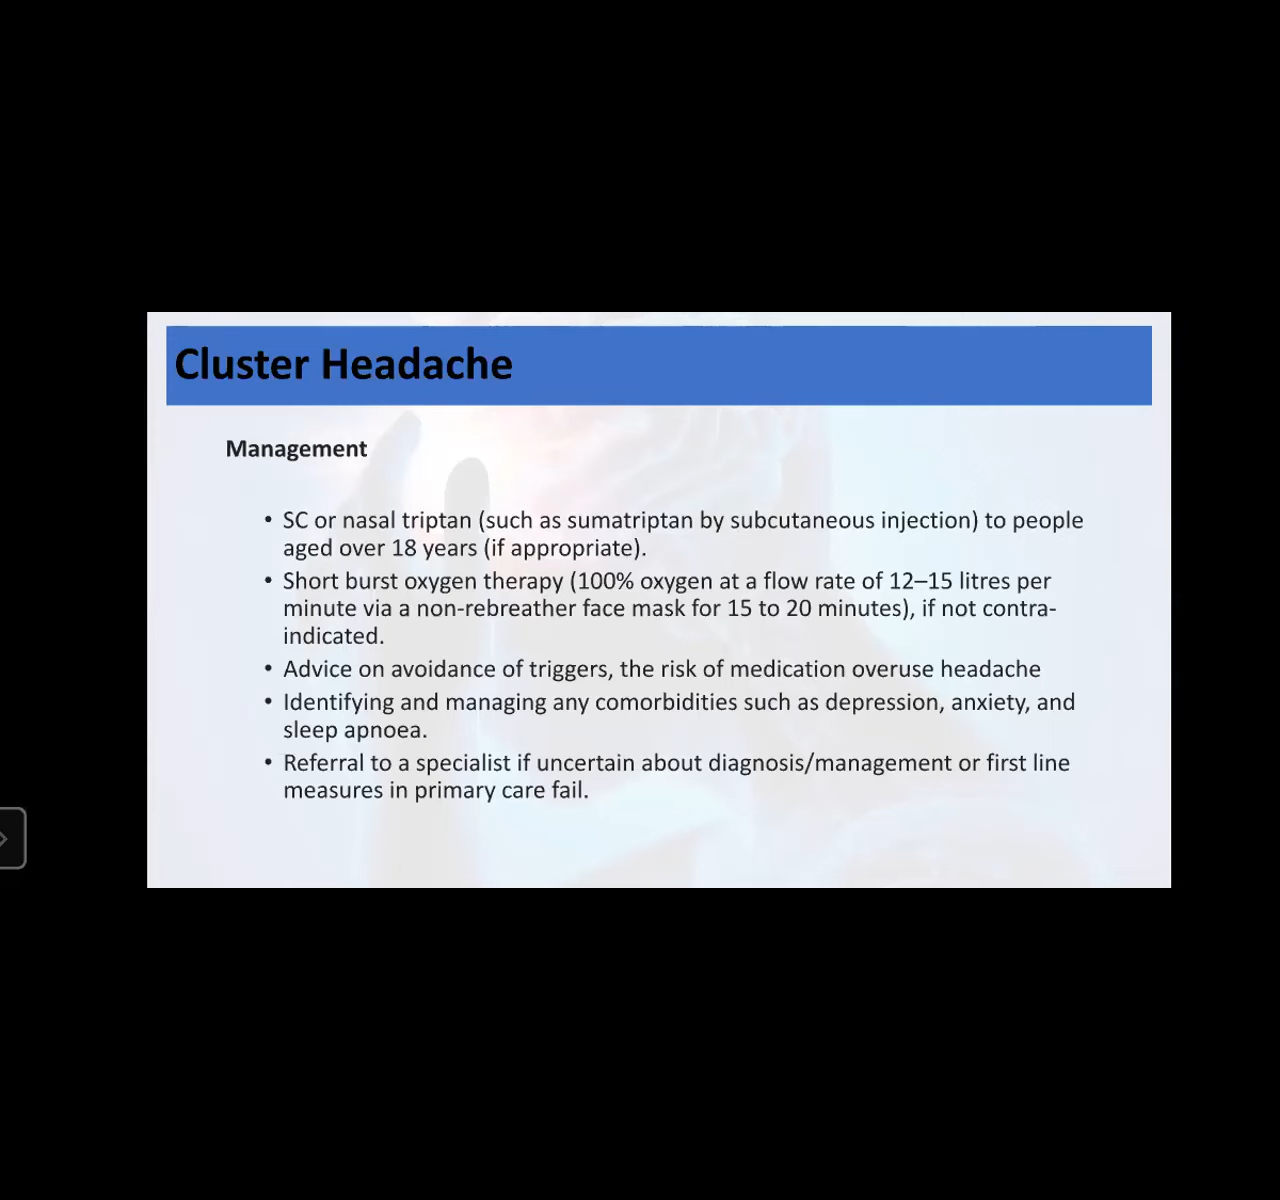 Cluster Headache
Management
• SC or nasal triptan (such as sumatriptan by subcutaneous injection) to people
aged over 18 years (if appropriate).
• Short burst oxygen therapy (100% oxygen at a flow rate of 12–15 litres per
minute via a non-rebreather face mask for 15 to 20 minutes), if not contra-
indicated.
• Advice on avoidance of triggers, the risk of medication overuse headache
• Identifying and managing any comorbidities such as depression, anxiety, and
sleep apnoea.
• Referral to a specialist if uncertain about diagnosis/management or first line
measures in primary care fail.